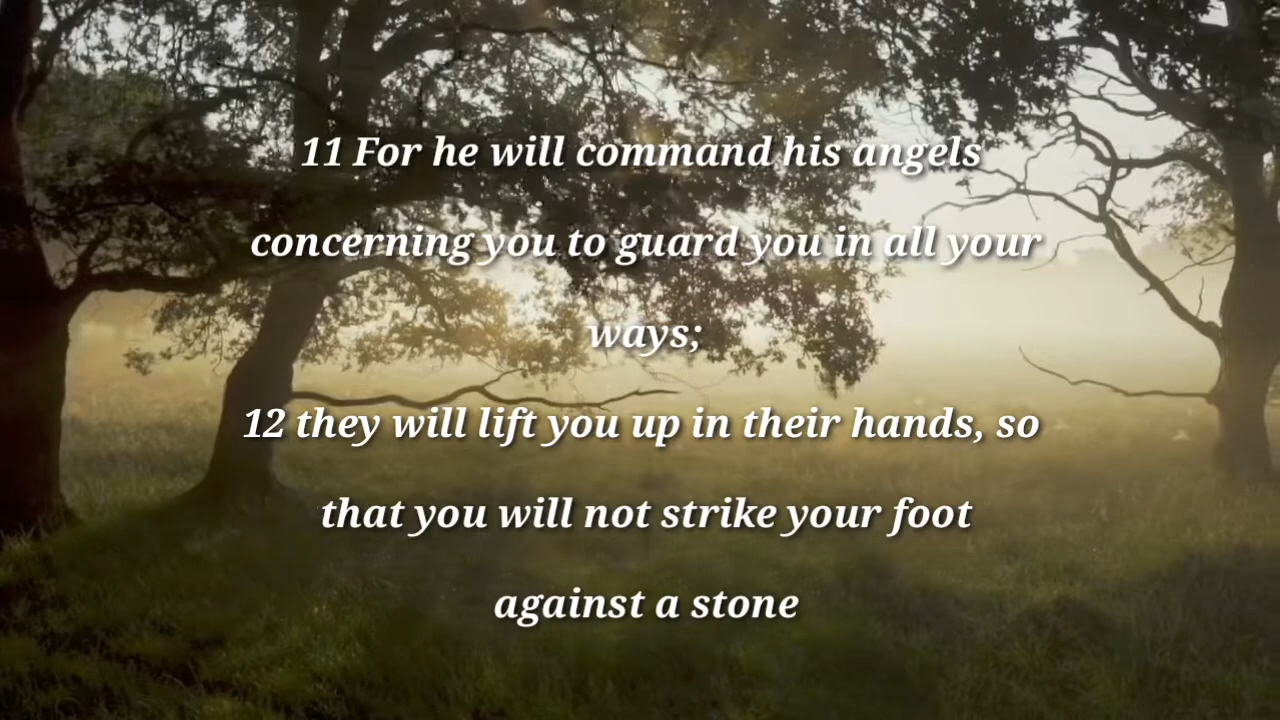 11 For he will command his angels
concerning you to guard you in all your
ways;
12 they will lift you up in their hands, so
that you will not strike your foot
against a stone